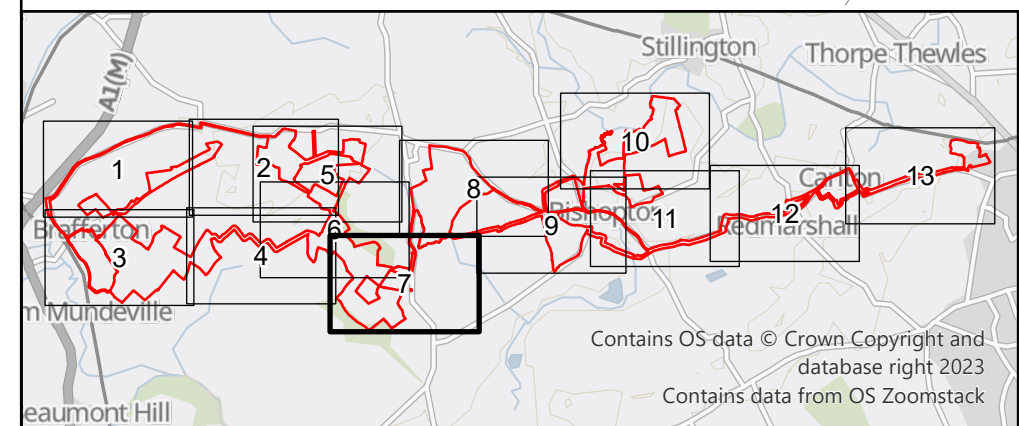 Stillington
Thorpe Thewles
A1(M)
10
1
2
5
Carlton
13
8
Bishopton
11
12
Redmarshall
Brafferton
6
9
3
4
7
m Mundeville
Contains OS data © Crown Copyright and
database right 2023
Contains data from OS Zoomstack
eaumont Hill